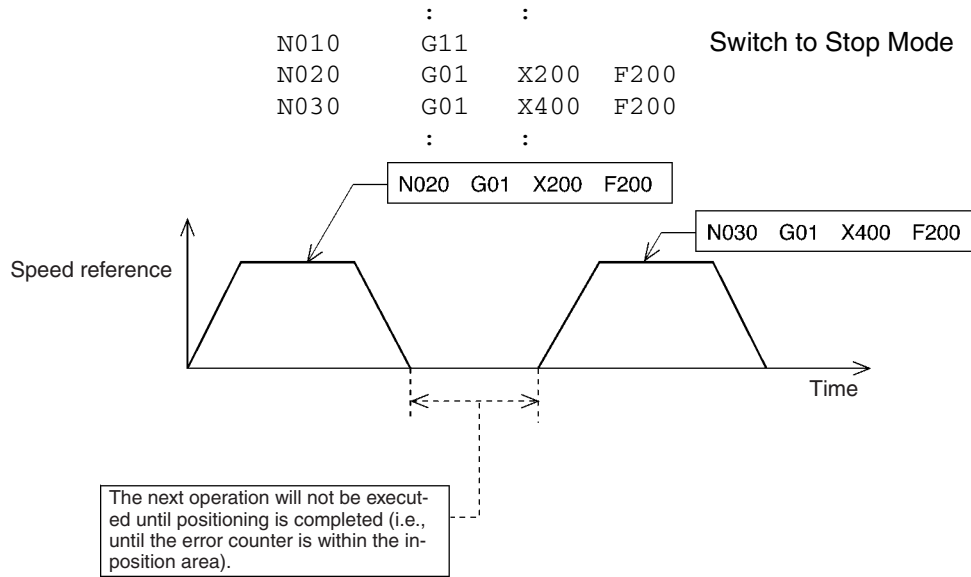 : :
N010 G11 Switch to Stop Mode
N020 G01 X200 F200
N030 G01 X400 F200
: :
N020 G01 X200 F200
N030 G01 X400 F200
Speed reference
Time
The next operation will not be execut-
ed until positioning is completed (i.e.,
until the error counter is within the in-
position area).